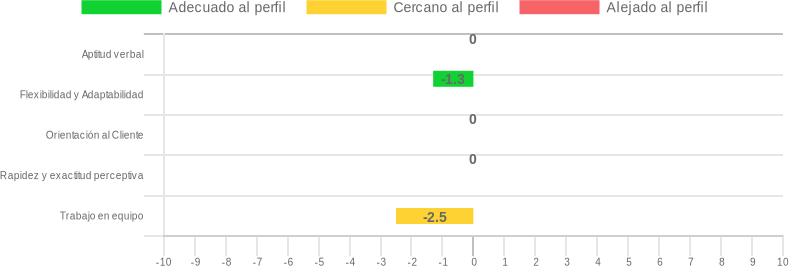 Adecuado al perfil Cercano al perfil Alejado al perfil
0
Aptitud verbal
-1.3
Flexibilidad y Adaptabilidad
0
Orientación al Cliente
0
Rapidez y exactitud perceptiva
Trabajo en equipo -2.5
-10 -9 -8 -7 -6 -5 -4 -3 -2 -1 0 1 2 3 4 5 6 7 8 9 10